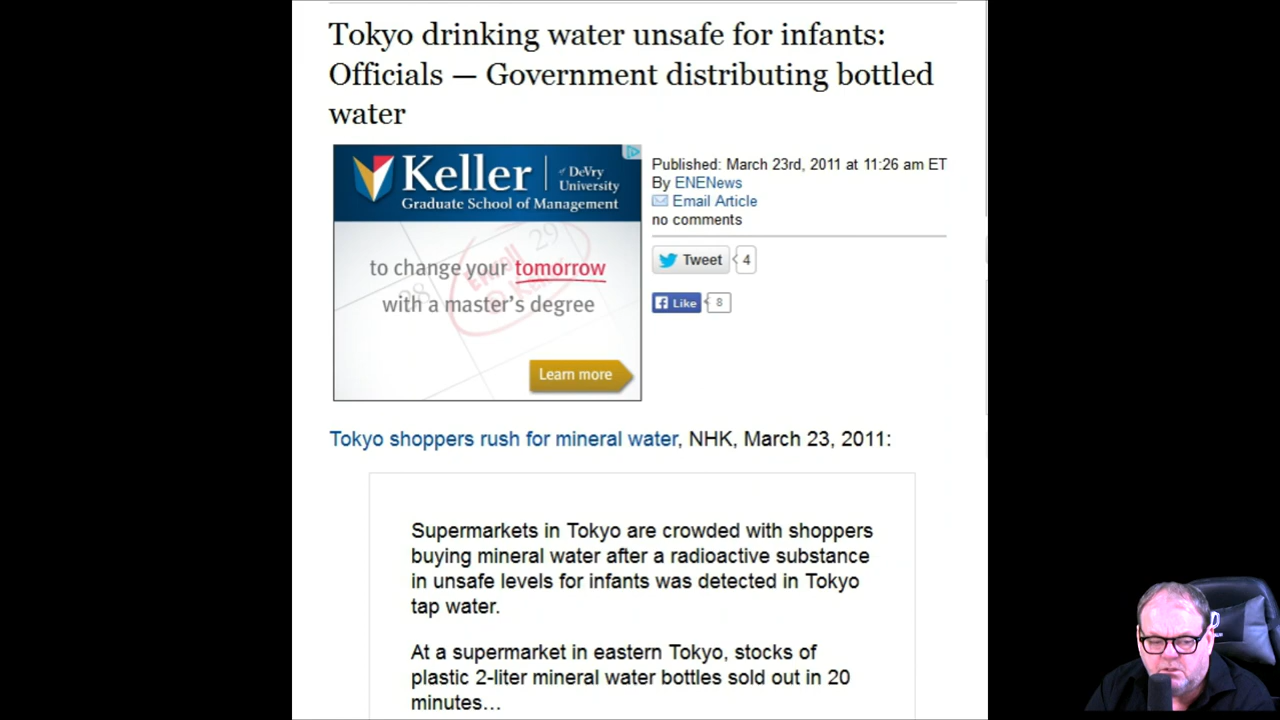 Tokyo drinking water unsafe for infants:
Officials — Government distributing bottled
water
Keller
of DeVry
University
Graduate School of Management
to change your tomorrow
with a master's degree
28
29
Enroll
@
Learn more
Published: March 23rd, 2011 at 11:26 am ET
By ENENews
Email Article
no comments
Tweet 4
Like 8
Tokyo shoppers rush for mineral water, NHK, March 23, 2011:
Supermarkets in Tokyo are crowded with shoppers
buying mineral water after a radioactive substance
in unsafe levels for infants was detected in Tokyo
tap water.
At a supermarket in eastern Tokyo, stocks of
plastic 2-liter mineral water bottles sold out in 20
minutes…